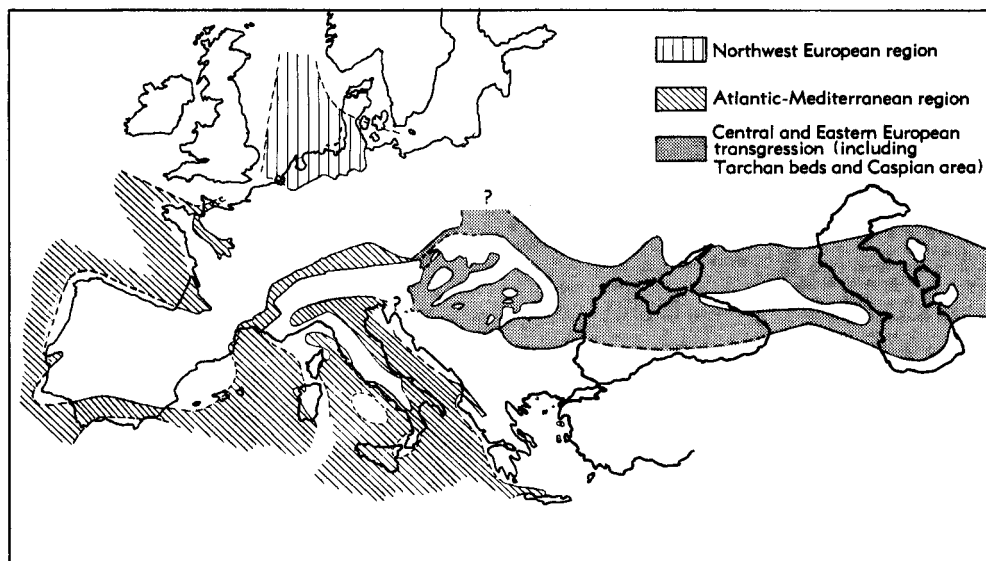 Northwest European region
Atlantic-Mediterranean region
Central and Eastern European
transgression (including
Tarchan beds and Caspian area)
?
?